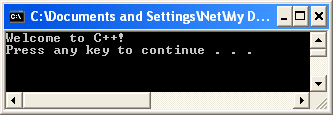 C:\Documents and Settings\Net\My D...
Welcome to C++!
Press any key to continue . . .